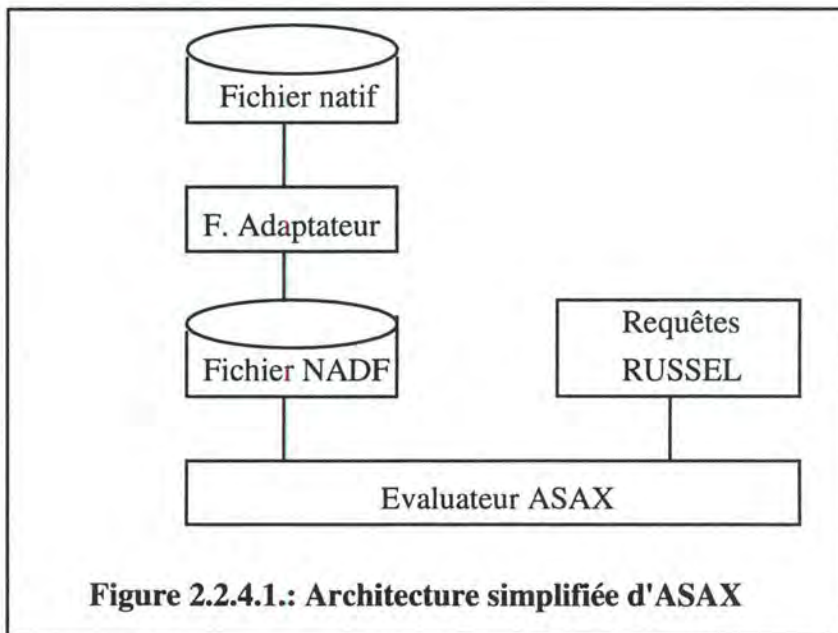 Fichier natif
F. Adaptateur
Fichier NADF
Requêtes
RUSSEL
Evaluateur ASAX
Figure 2.2.4.1.: Architecture simplifiée d'ASAX